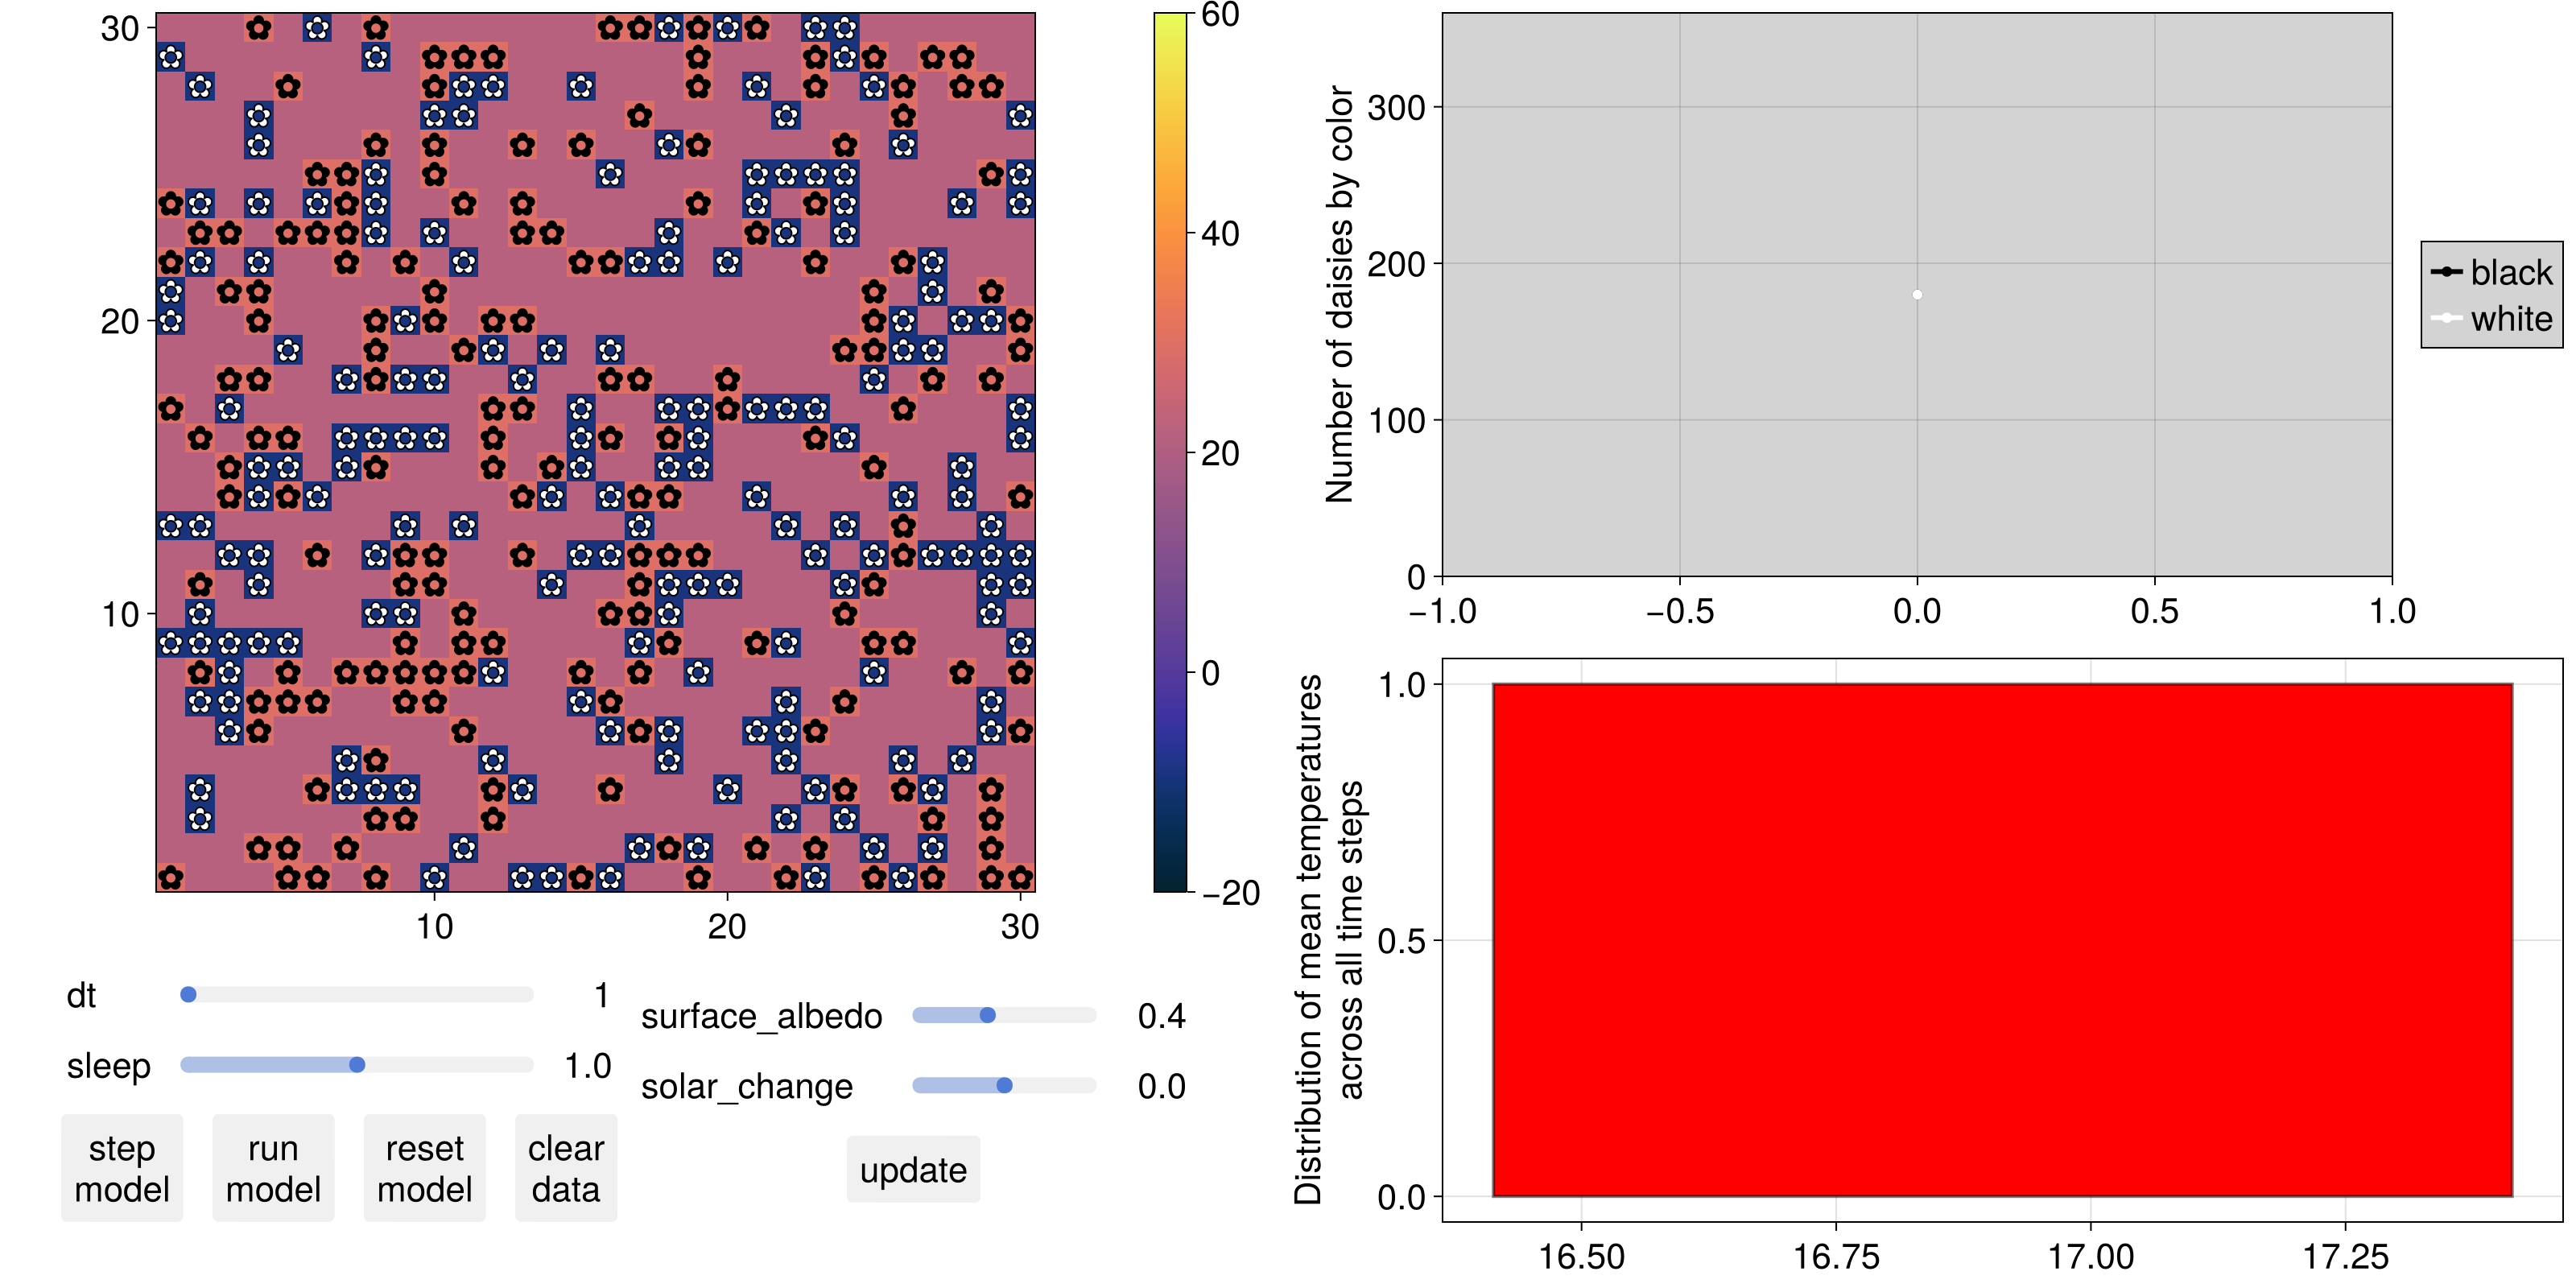 30
20
10
10
20
30
60
40
20
0
−20
Number of daisies by color
300
200
100
0
−1.0
−0.5
0.0
0.5
1.0
black
white
Distribution of mean temperatures
across all time steps
1.0
0.5
0.0
16.50
16.75
17.00
17.25
dt
1
sleep
1.0
surface_albedo
0.4
solar_change
0.0
step
model
run
model
reset
model
clear
data
update